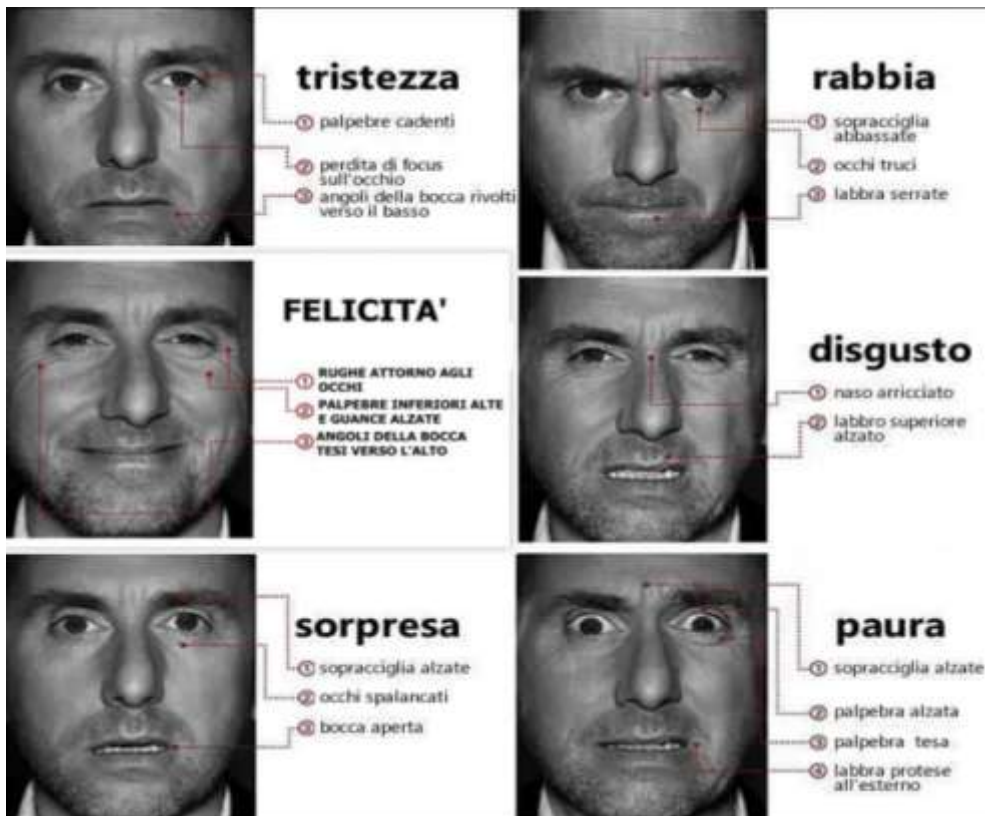 tristezza
① palpebre cadenti
② perdita di focus
sull'occhio
③ angoli della bocca rivolti
verso il basso
rabbia
① sopracciglia
abbassate
② occhi truci
③ labbra serrate
FELICITA'
① RUGHE ATTORNO AGLI
OCCHI
② PALPEBRE INFERIORI ALTE
E GUANCE ALZATE
③ ANGOLI DELLA BOCCA
TESI VERSO L'ALTO
disgusto
① naso arricciato
② labbro superiore
alzato
sorpresa
① sopracciglia alzate
② occhi spalancati
③ bocca aperta
paura
① sopracciglia alzate
② palpebra alzata
③ palpebra tesa
④ labbra protese
all'esterno